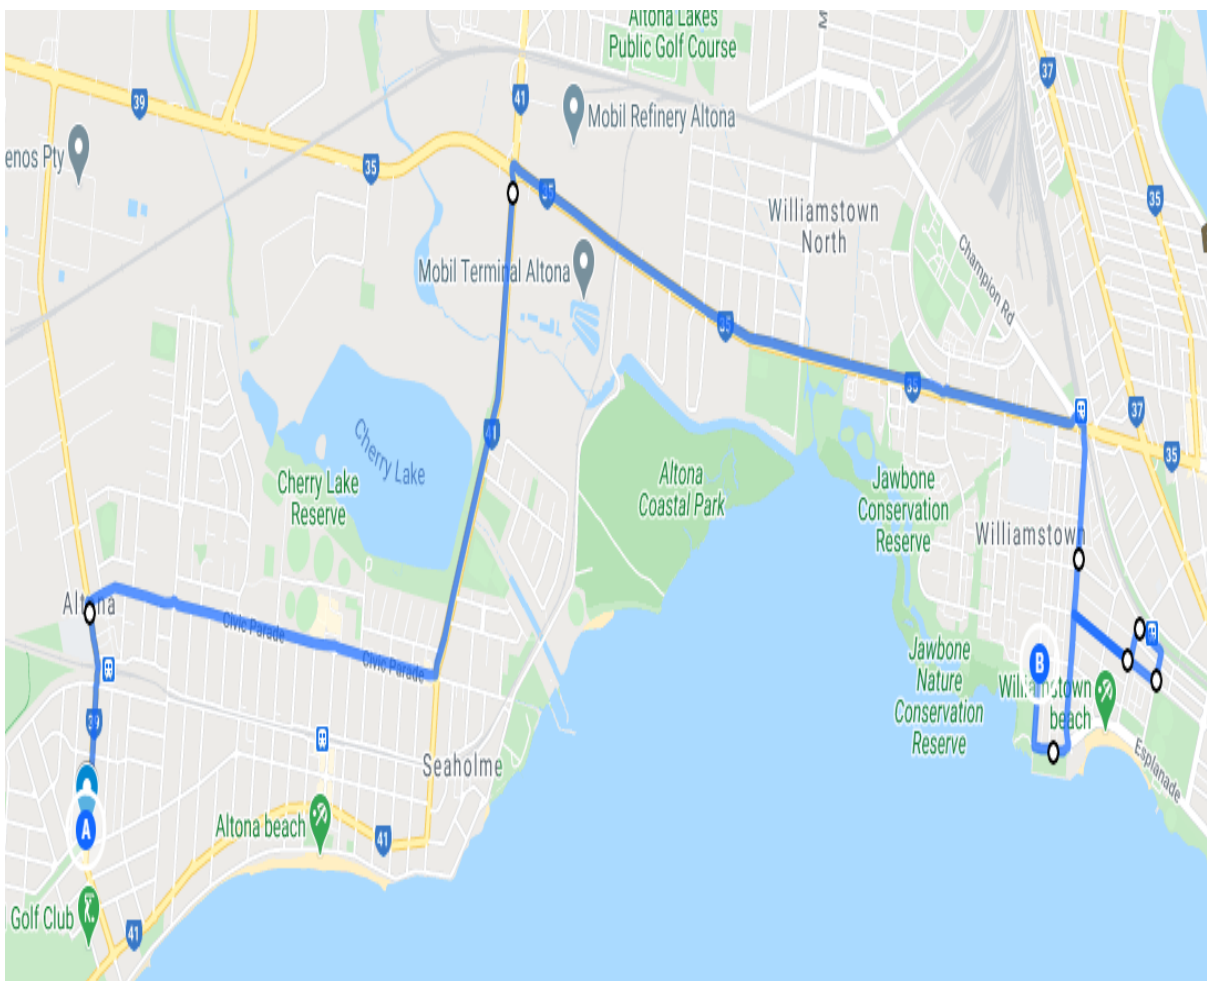 Altona Lakes
Public Golf Course
M
37
39
41
Mobil Refinery Altona
enos Pty
35
35
35
Williamstown
North
Champion Rd
Mobil Terminal Altona
35
35
37
35
41
Cherry Lake
Cherry Lake
Reserve
Altona
Coastal Park
Jawbone
Conservation
Reserve
Williamstown
Altona
Civic Parade
Civic Parade
Jawbone
Nature
Conservation
Reserve
B
Williamstown
beach
39
Seaholme
Esplanade
A
Altona beach
41
Golf Club
41